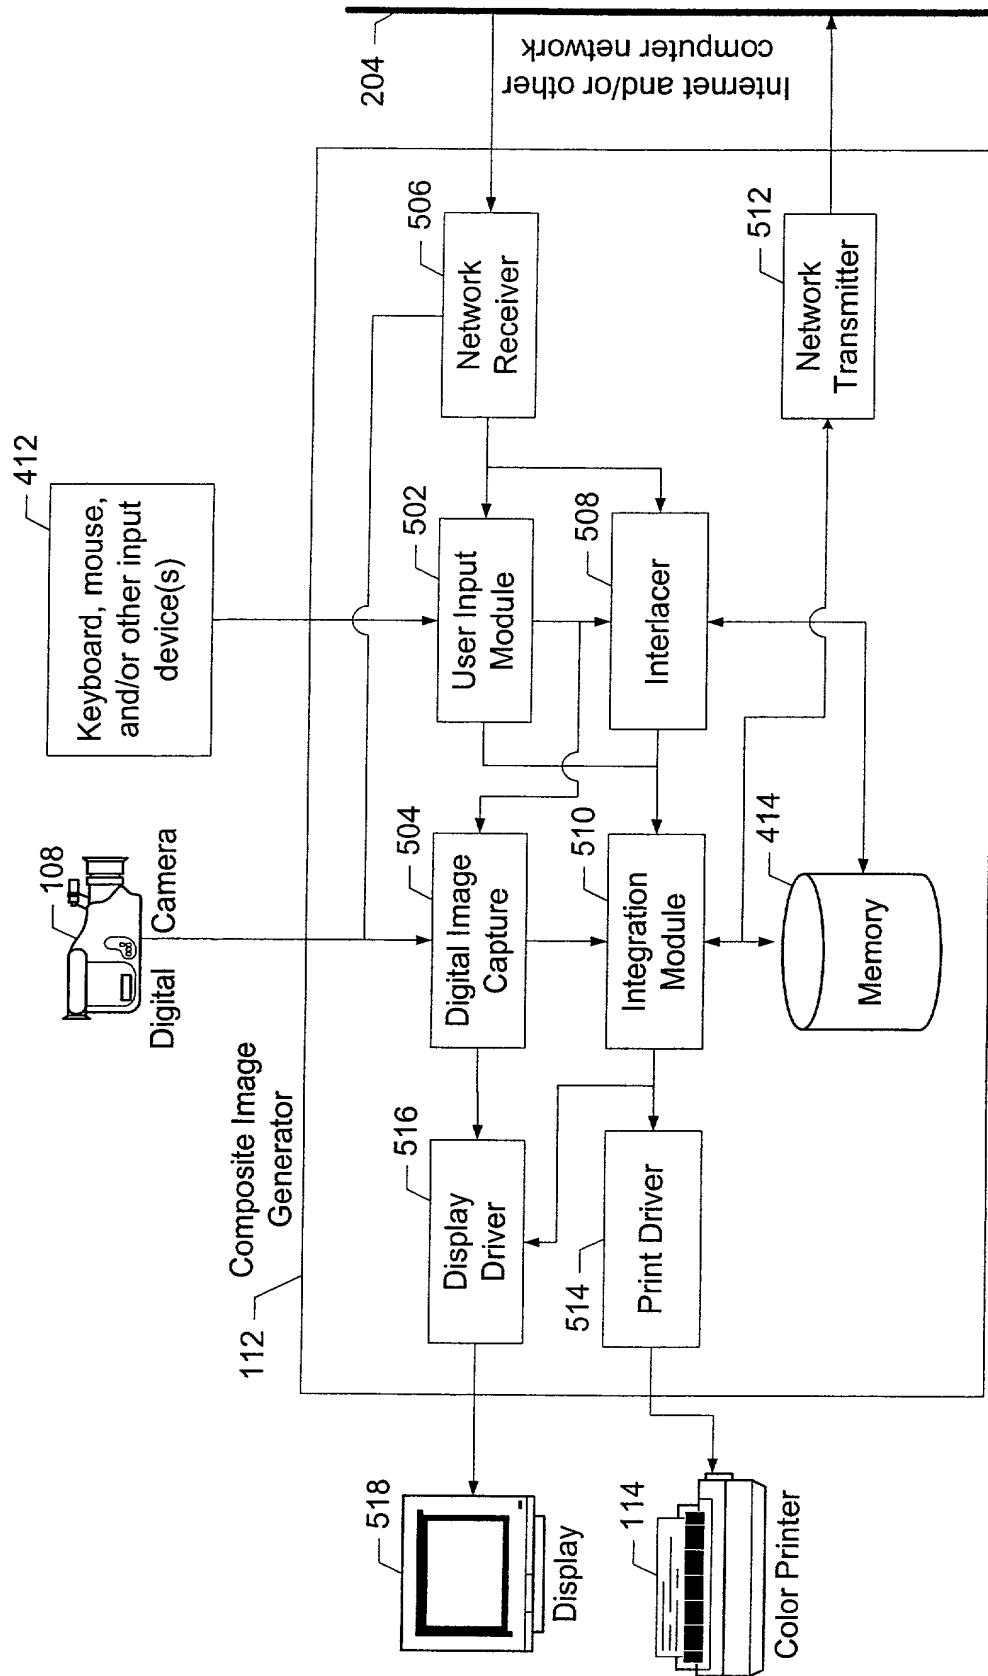 412
Keyboard, mouse,
and/or other input
device(s)
108
Digital Camera
Composite Image
Generator
112
204
Internet and/or other
computer network
506
Network
Receiver
502
User Input
Module
504
Digital Image
Capture
516
Display
Driver
518
Display
508
Interlacer
510
Integration
Module
514
Print Driver
114
Color Printer
512
Network
Transmitter
414
Memory